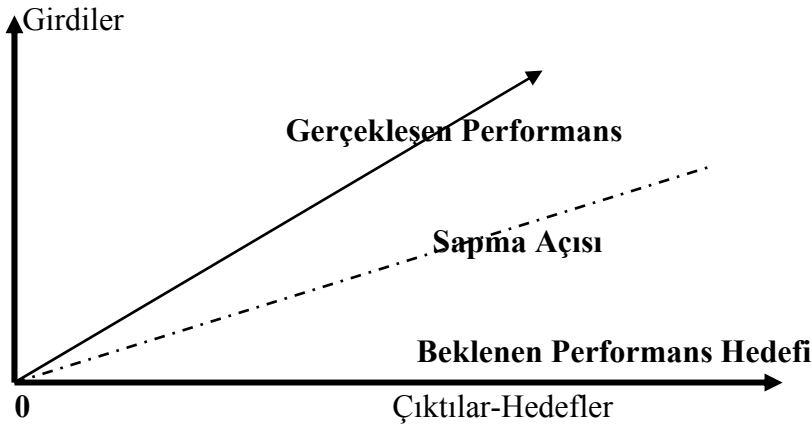 Girdiler
Gerçekleşen Performans
Sapma Açısı
Beklenen Performans Hedefi
0
Çıktılar-Hedefler